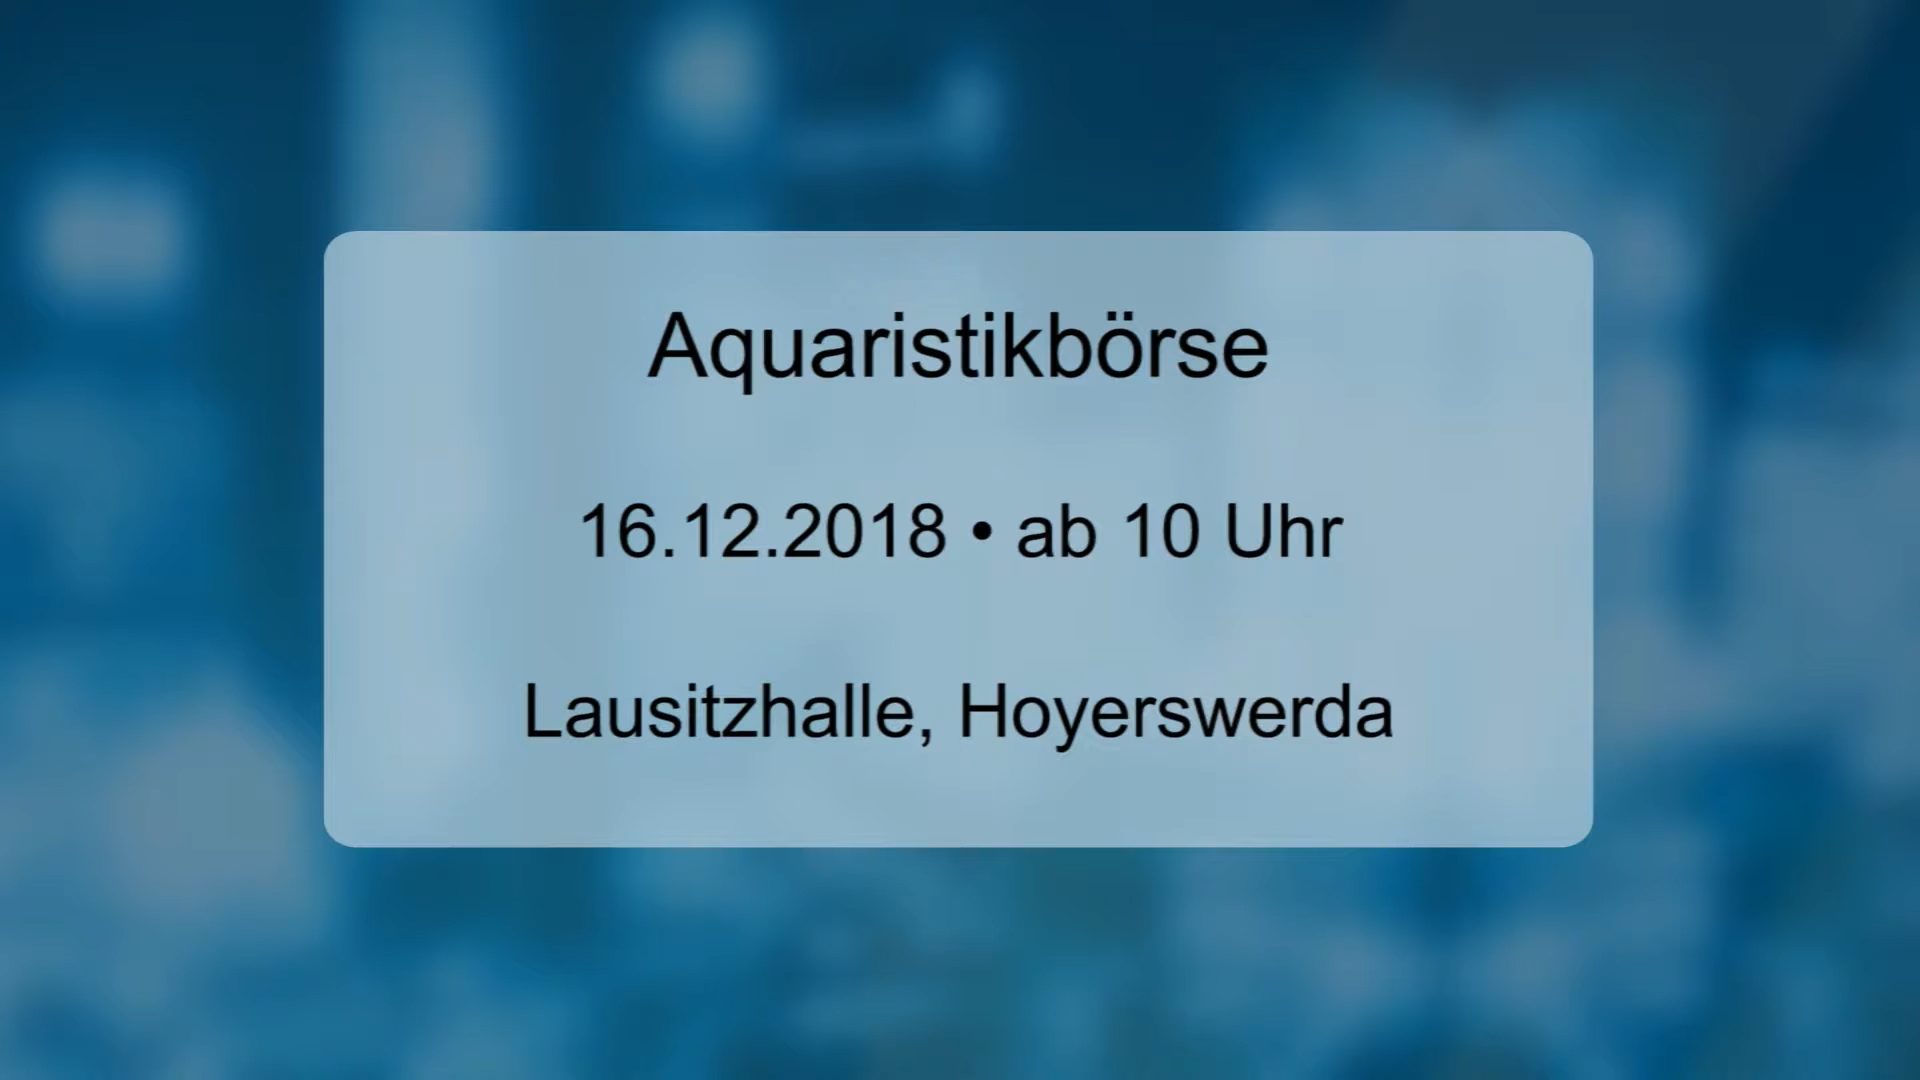 Aquaristikbörse
16.12.2018 • ab 10 Uhr
Lausitzhalle, Hoyerswerda